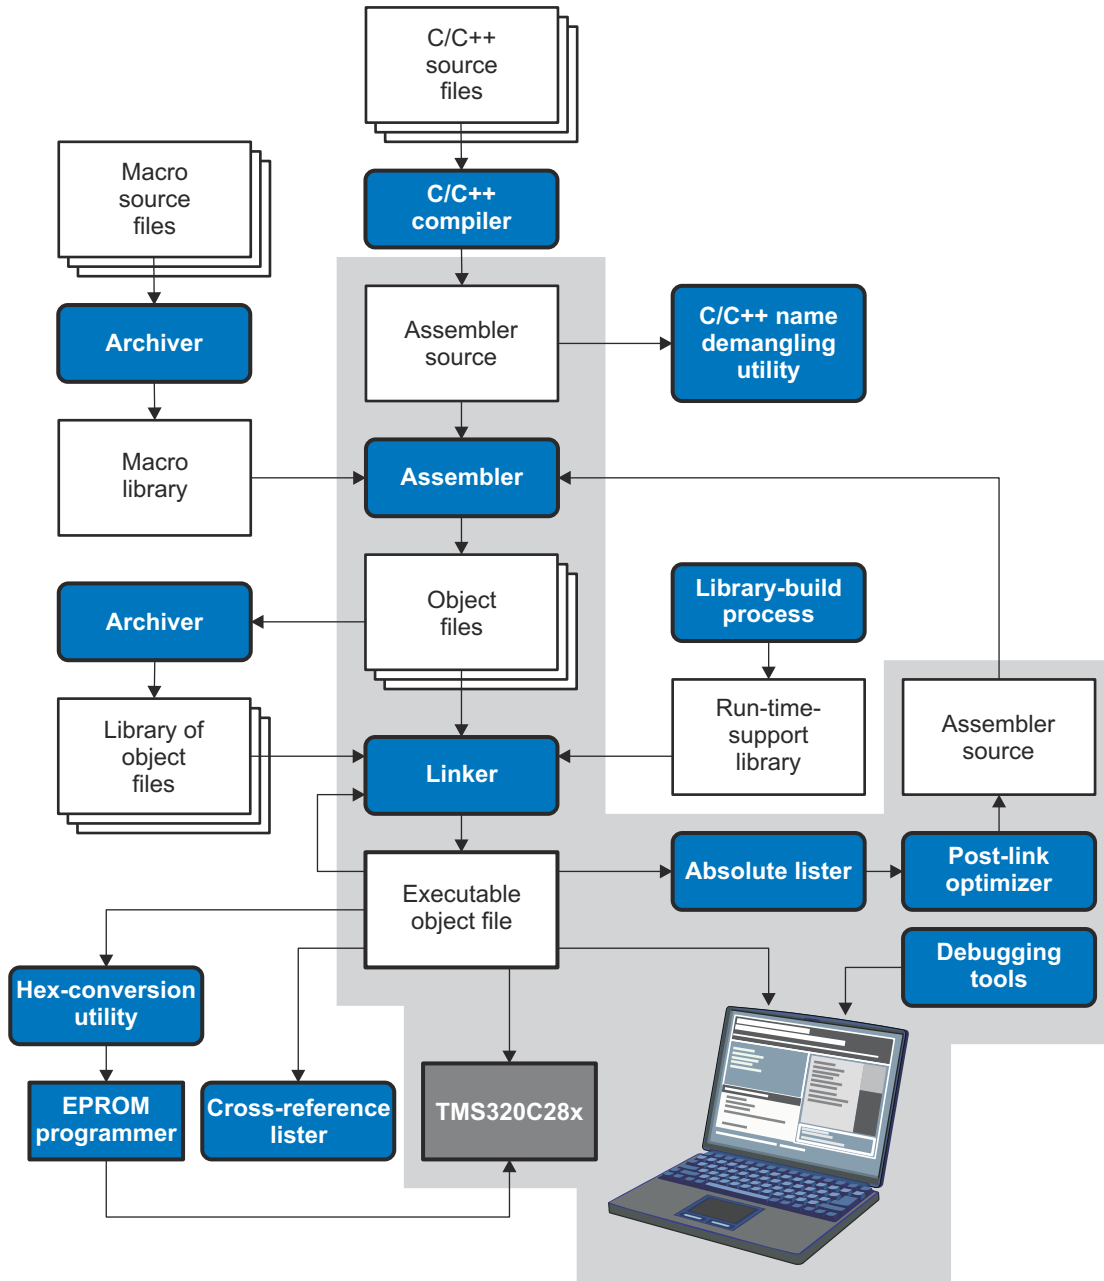 C/C++
source
files
Macro
source
files
C/C++
compiler
Archiver
Assembler
source
C/C++ name
demangling
utility
Macro
library
Assembler
Archiver
Object
files
Library-build
process
Library of
object
files
Linker
Run-time-
support
library
Assembler
source
Executable
object file
Absolute lister
Post-link
optimizer
Debugging
tools
Hex-conversion
utility
EPROM
programmer
Cross-reference
lister
TMS320C28x